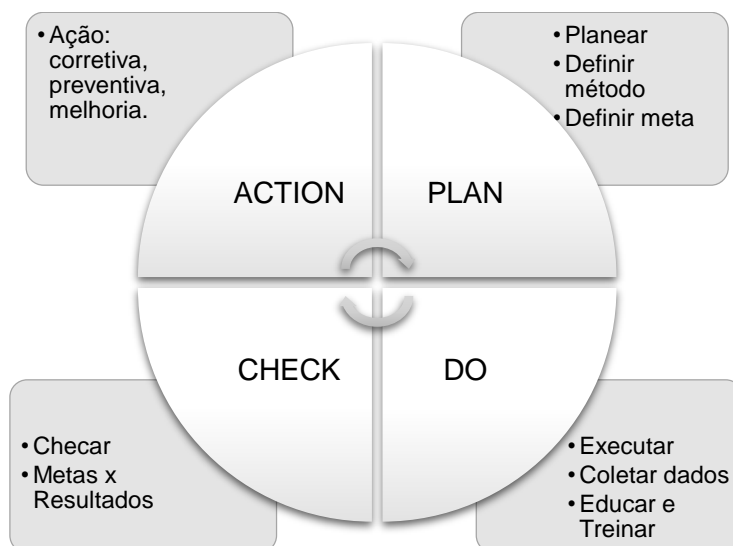 • Ação:
corretiva,
preventiva,
melhoria.
• Planear
• Definir
método
• Definir meta
ACTION
PLAN
CHECK
DO
• Checar
• Metas x
Resultados
• Executar
• Coletar dados
• Educar e
Treinar